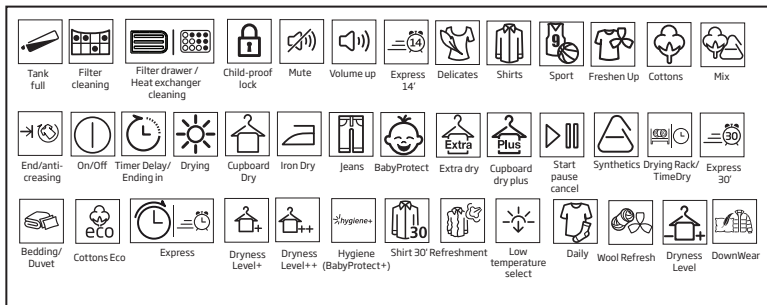 14
9
Tank full
Filter cleaning
Filter drawer / Heat exchanger cleaning
Child-proof lock
Mute
Volume up
Express 14'
Delicates
Shirts
Sport
Freshen Up
Cottons
Mix
Extra
Plus
30
End/anti-creasing
On/Off
Timer Delay/ Ending in
Drying
Cupboard Dry
Iron Dry
Jeans
BabyProtect
Extra dry
Cupboard dry plus
Start pause cancel
Synthetics
Drying Rack/ TimeDry
Express 30'
eco
+
++
hygiene+
30
- +
Bedding/ Duvet
Cottons Eco
Express
Dryness Level+
Dryness Level++
Hygiene (BabyProtect+)
Shirt 30'
Refreshment
Low temperature select
Daily
Wool Refresh
Dryness Level
DownWear